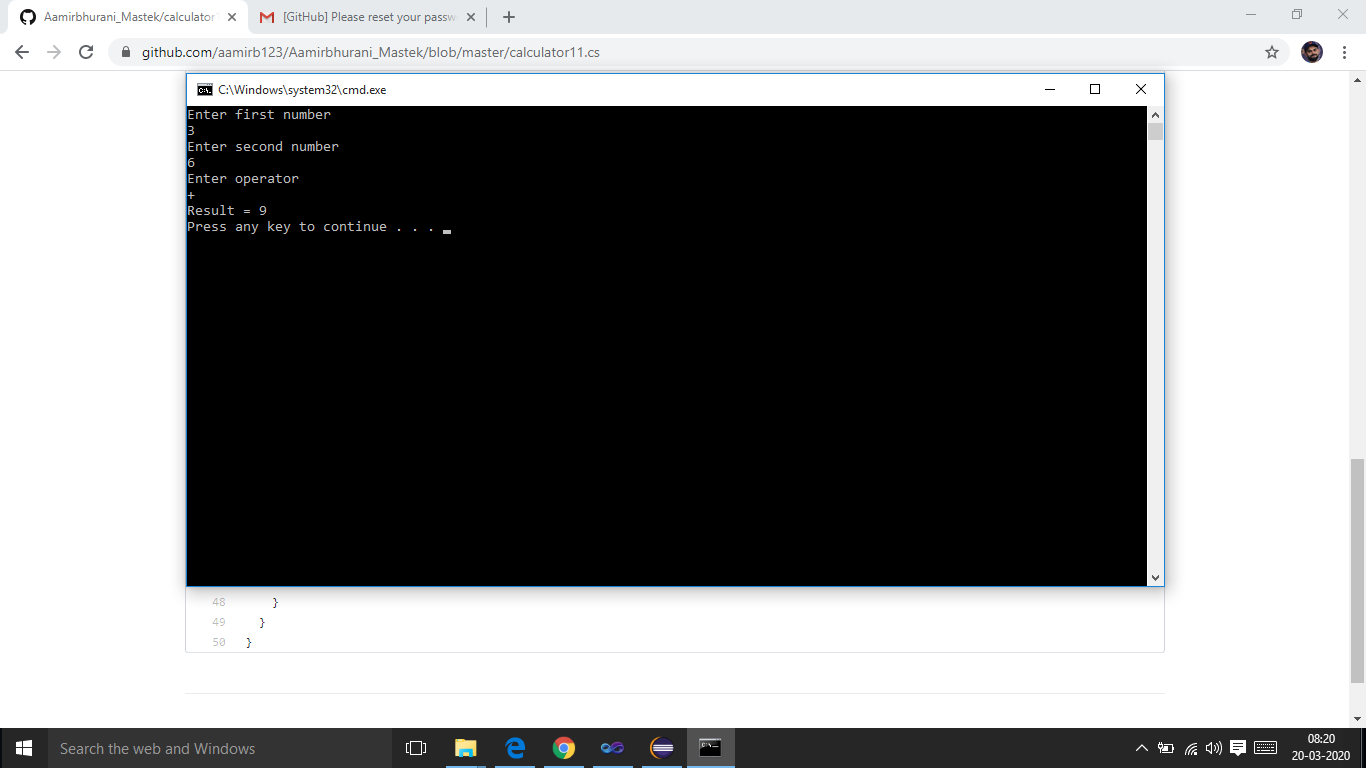 Aamirbhurani_Mastek/calculator1
[GitHub] Please reset your passw
github.com/aamirb123/Aamirbhurani_Mastek/blob/master/calculator11.cs
C:\Windows\system32\cmd.exe
Enter first number
3
Enter second number
6
Enter operator
+
Result = 9
Press any key to continue . . .
48 }
49 }
50 }
Search the web and Windows
08:20
20-03-2020